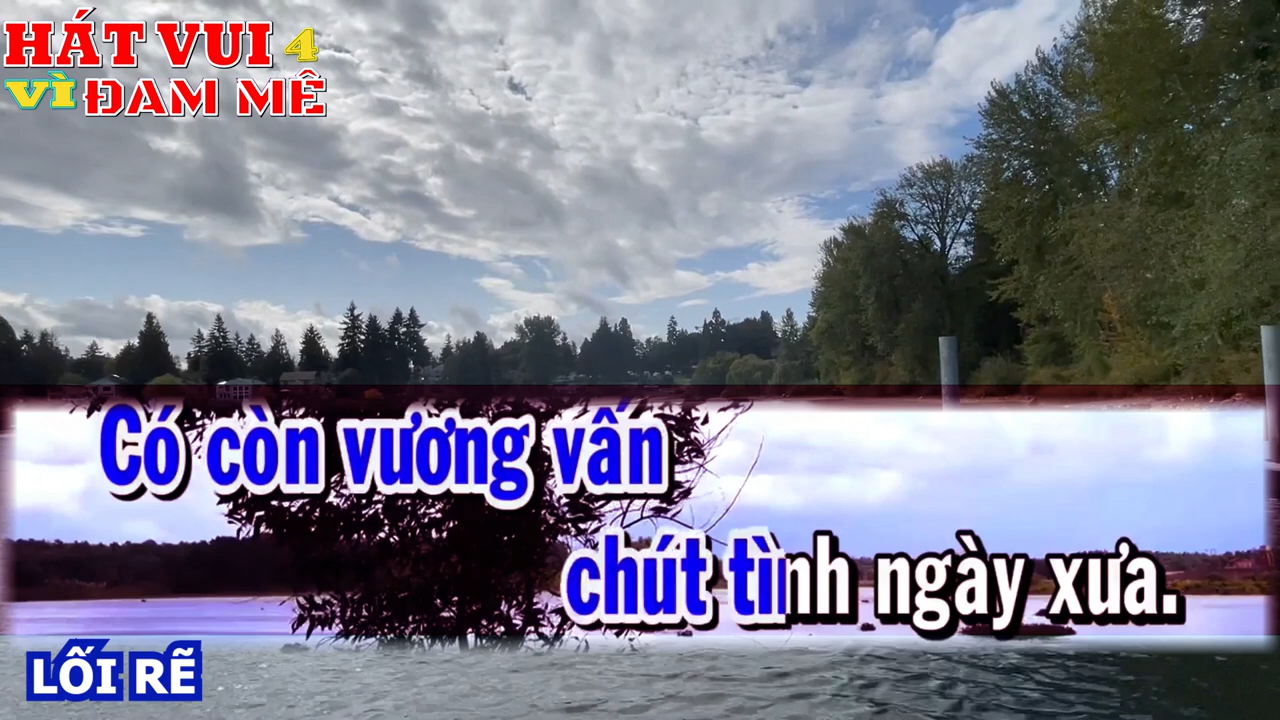 HÁT VUI 4
VÌ ĐAM MÊ
Có còn vương vấn
chút tình ngày xưa.
LỐI RẼ